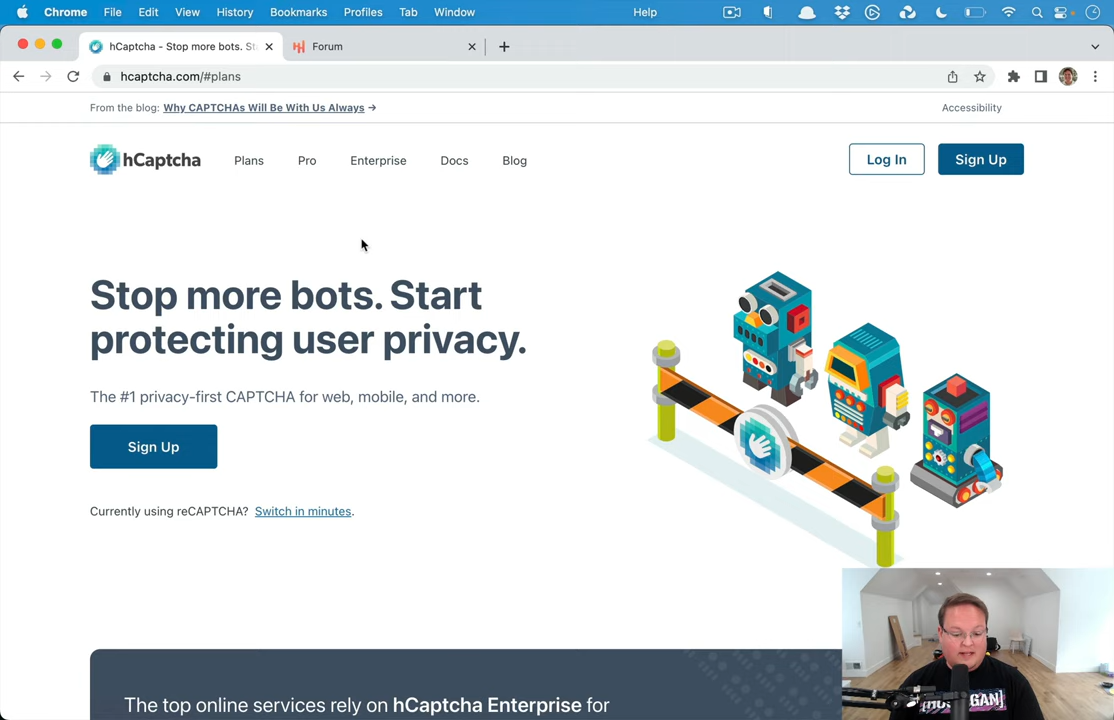 Chrome File Edit View History Bookmarks Profiles Tab Window Help
hCaptcha - Stop more bots. St
Forum
hcaptcha.com/#plans
From the blog: Why CAPTCHAs Will Be With Us Always →
Accessibility
hCaptcha
Plans Pro Enterprise Docs Blog
Log In
Sign Up
Stop more bots. Start
protecting user privacy.
The #1 privacy-first CAPTCHA for web, mobile, and more.
Sign Up
Currently using reCAPTCHA? Switch in minutes.
The top online services rely on hCaptcha Enterprise for